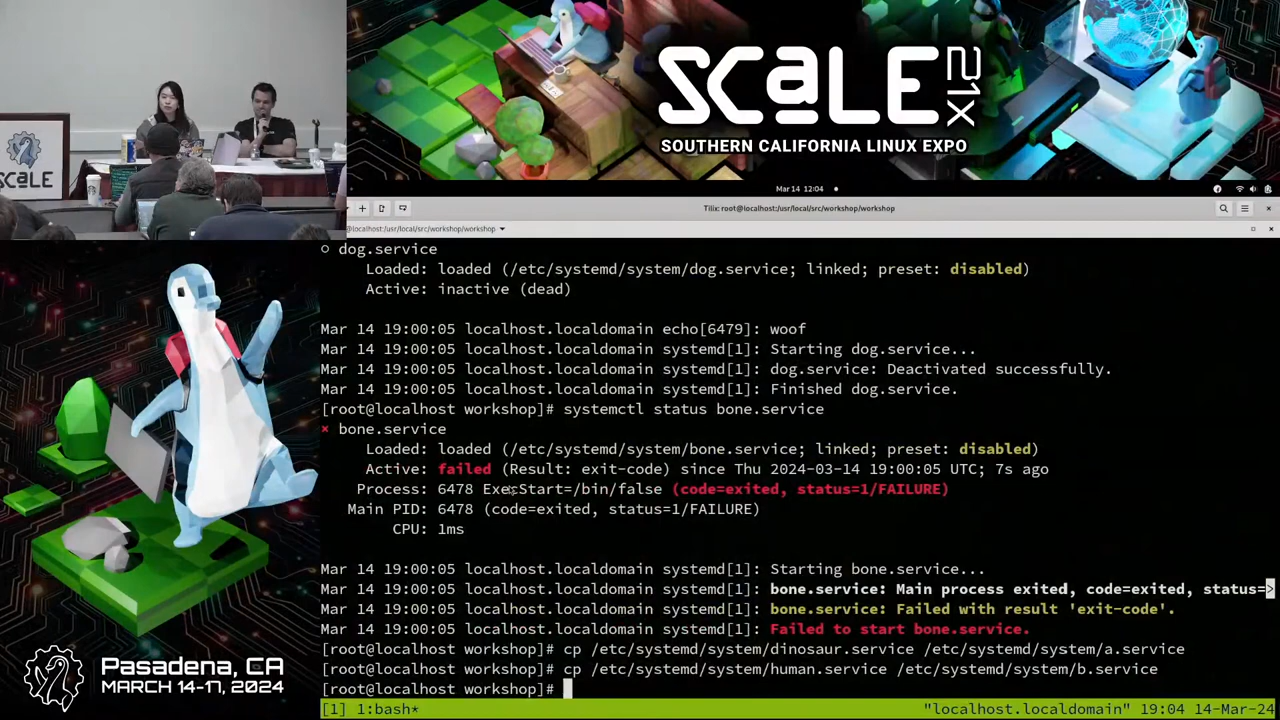 SCaLE 21x
SOUTHERN CALIFORNIA LINUX EXPO
SCaLE
Mar 14 12:04
Tilix: root@localhost:/usr/local/src/workshop/workshop
@localhost:/usr/local/src/workshop/workshop
dog.service
Loaded: loaded (/etc/systemd/system/dog.service; linked; preset: disabled)
Active: inactive (dead)
Mar 14 19:00:05 localhost.localdomain echo[6479]: woof
Mar 14 19:00:05 localhost.localdomain systemd[1]: Starting dog.service...
Mar 14 19:00:05 localhost.localdomain systemd[1]: dog.service: Deactivated successfully.
Mar 14 19:00:05 localhost.localdomain systemd[1]: Finished dog.service.
[root@localhost workshop]# systemctl status bone.service
× bone.service
Loaded: loaded (/etc/systemd/system/bone.service; linked; preset: disabled)
Active: failed (Result: exit-code) since Thu 2024-03-14 19:00:05 UTC; 7s ago
Process: 6478 ExecStart=/bin/false (code=exited, status=1/FAILURE)
Main PID: 6478 (code=exited, status=1/FAILURE)
CPU: 1ms
Mar 14 19:00:05 localhost.localdomain systemd[1]: Starting bone.service...
Mar 14 19:00:05 localhost.localdomain systemd[1]: bone.service: Main process exited, code=exited, status=>
Mar 14 19:00:05 localhost.localdomain systemd[1]: bone.service: Failed with result 'exit-code'.
Mar 14 19:00:05 localhost.localdomain systemd[1]: Failed to start bone.service.
[root@localhost workshop]# cp /etc/systemd/system/dinosaur.service /etc/systemd/system/a.service
[root@localhost workshop]# cp /etc/systemd/system/human.service /etc/systemd/system/b.service
[root@localhost workshop]#
[1] 1:bash* "localhost.localdomain" 19:04 14-Mar-24
Pasadena, CA
MARCH 14-17, 2024